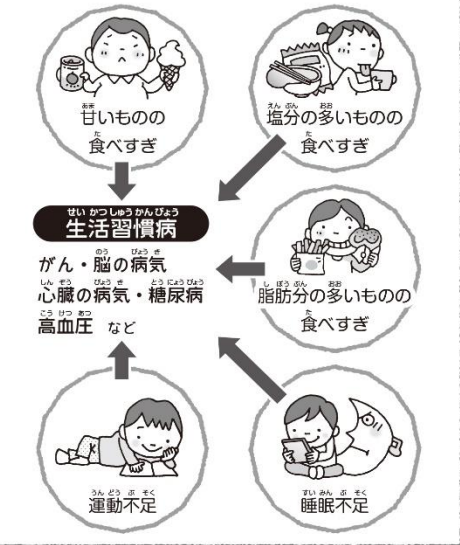 甘いものの
食べすぎ
塩分の多いものの
食べすぎ
生活習慣病
がん・脳の病気
心臓の病気・糖尿病
高血圧 など
脂肪分の多いものの
食べすぎ
運動不足
睡眠不足